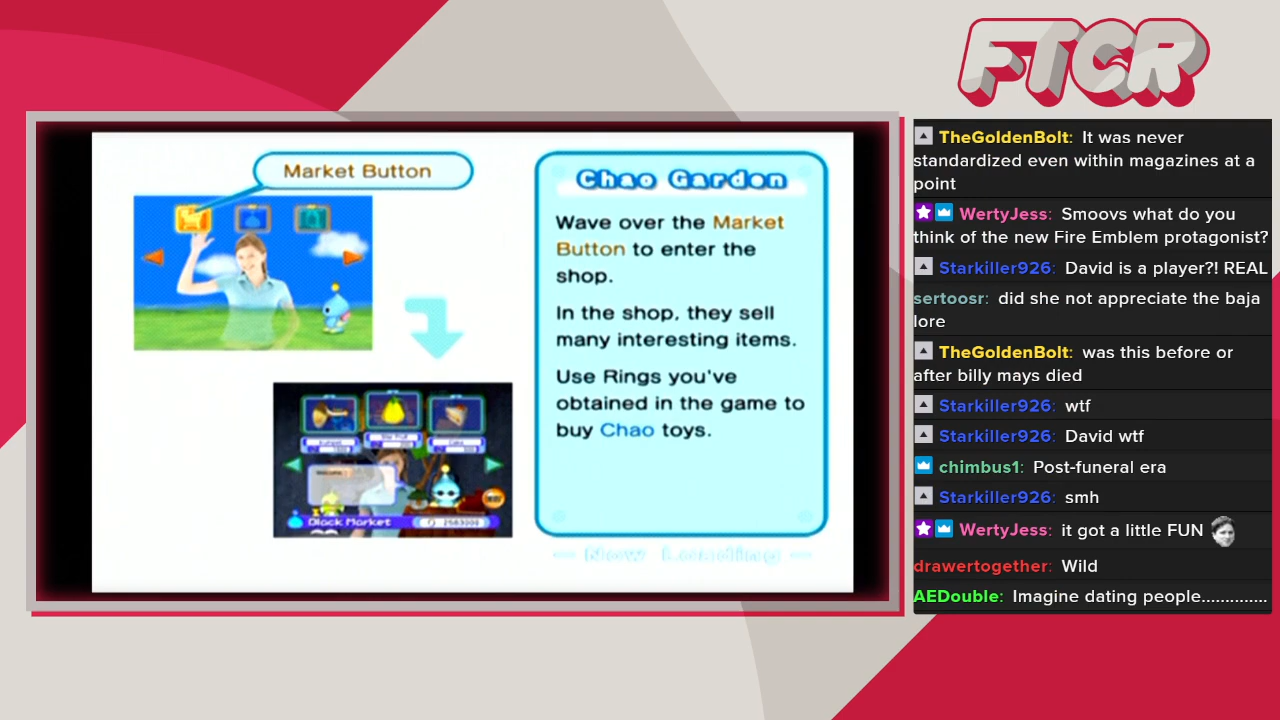 FTCR
Market Button
Chao Garden
Wave over the Market
Button to enter the
shop.
In the shop, they sell
many interesting items.
Use Rings you've
obtained in the game to
buy Chao toys.
Black Market
Now Loading
TheGoldenBolt: It was never
standardized even within magazines at a
point
WertyJess: Smoovs what do you
think of the new Fire Emblem protagonist?
Starkiller926: David is a player?! REAL
sertoosr: did she not appreciate the baja
lore
TheGoldenBolt: was this before or
after billy mays died
Starkiller926: wtf
Starkiller926: David wtf
chimbus1: Post-funeral era
Starkiller926: smh
WertyJess: it got a little FUN
drawertogether: Wild
AEDouble: Imagine dating people..............